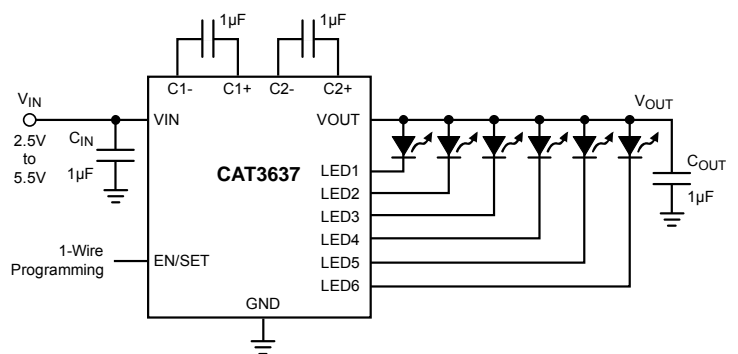 1µF
1µF
C1-
C1+
C2-
C2+
VIN
VIN
VOUT
VOUT
2.5V
to
5.5V
CIN
1µF
CAT3637
LED1
LED2
LED3
LED4
LED5
LED6
COUT
1µF
1-Wire
Programming
EN/SET
GND